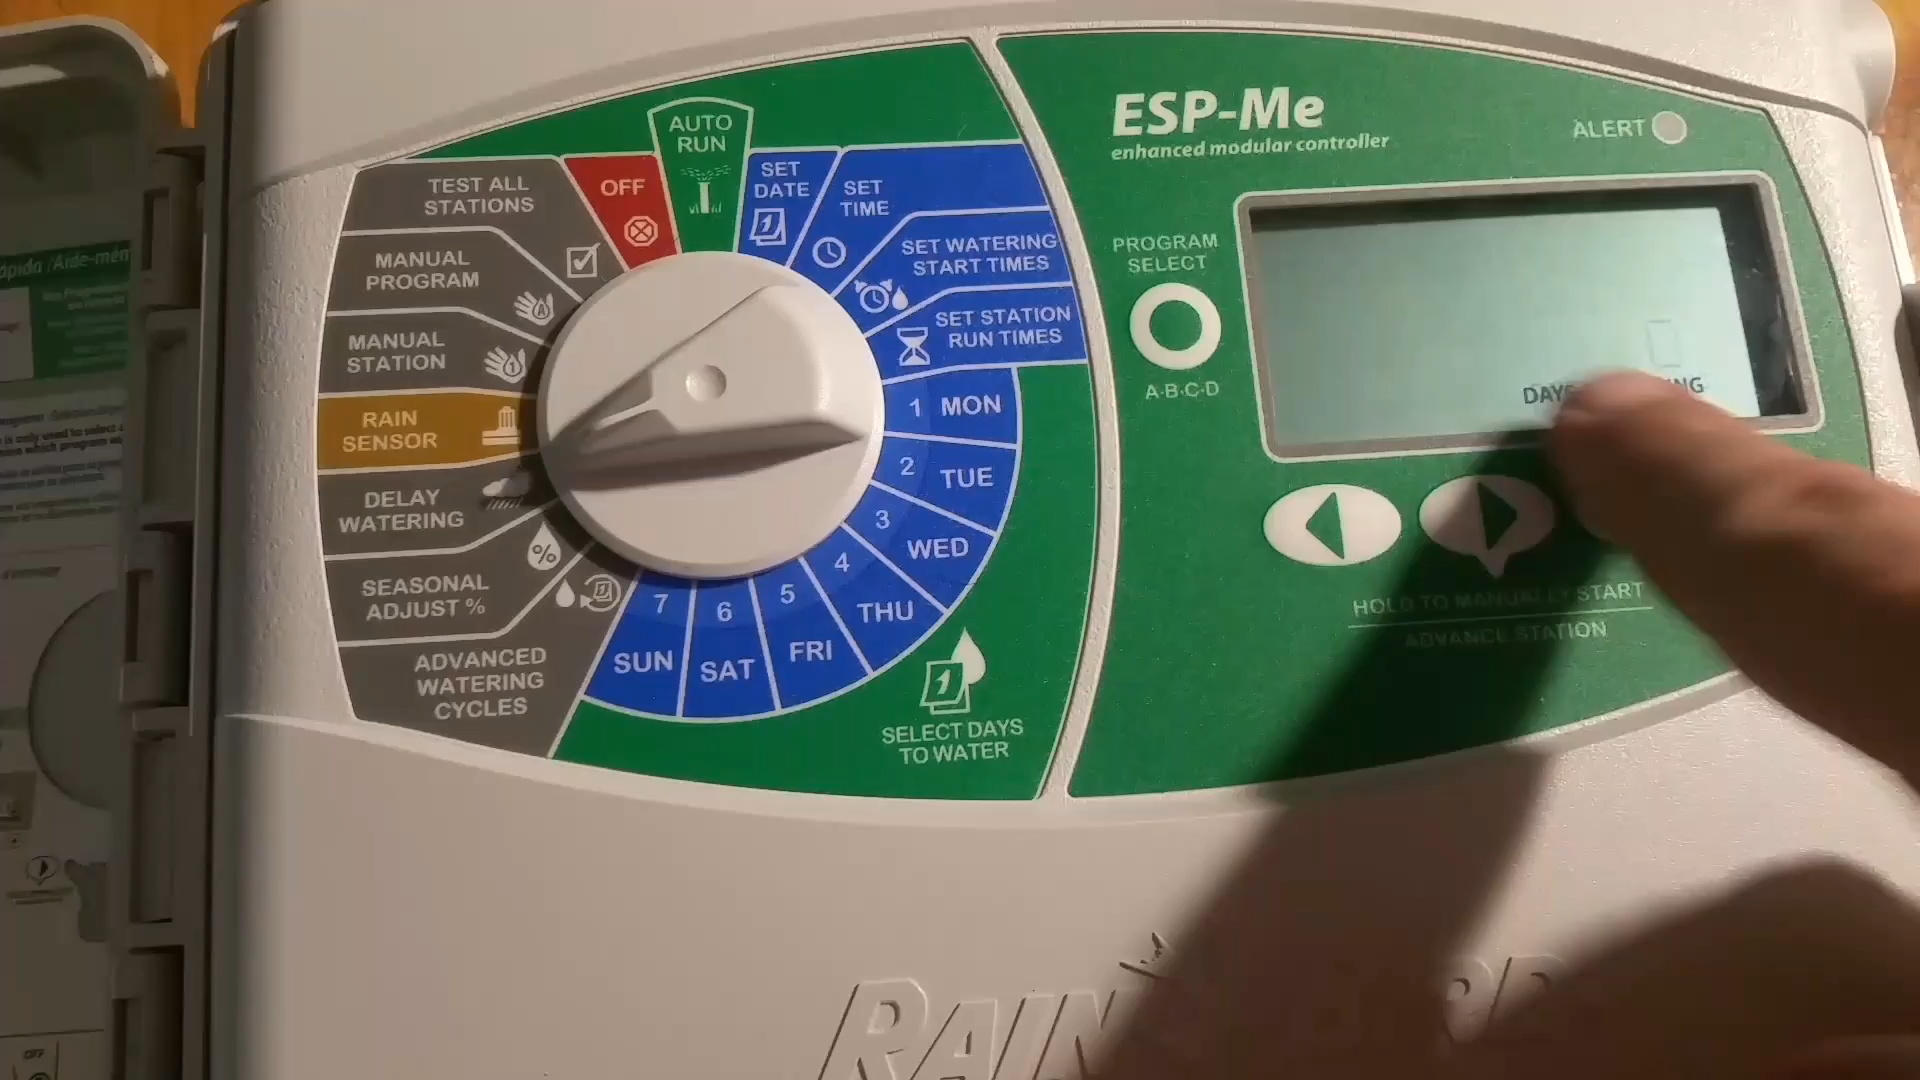 AUTO
RUN
OFF
TEST ALL
STATIONS
MANUAL
PROGRAM
MANUAL
STATION
RAIN
SENSOR
DELAY
WATERING
SEASONAL
ADJUST %
ADVANCED
WATERING
CYCLES
SET
DATE
SET
TIME
SET WATERING
START TIMES
SET STATION
RUN TIMES
1 MON
2 TUE
3 WED
4 THU
5 FRI
6 SAT
7 SUN
SELECT DAYS
TO WATER
ESP-Me
enhanced modular controller
ALERT
PROGRAM
SELECT
A·B·C·D
HOLD TO MANUALLY START
ADVANCE STATION
OFF